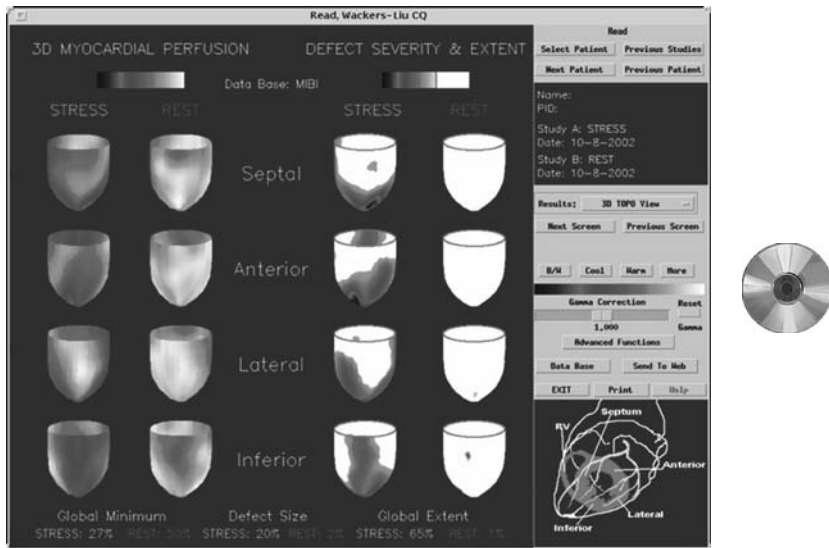 Read, Wackers-Liu CQ
3D MYOCARDIAL PERFUSION
DEFECT SEVERITY & EXTENT
Data Base: MIBI
STRESS REST STRESS REST
Septal
Anterior
Lateral
Inferior
Global Minimum Defect Size Global Extent
STRESS: 27% REST: 50% STRESS: 20% REST: 2% STRESS: 65% REST: 1%
Read
Select Patient Previous Studies
Next Patient Previous Patient
Name:
PID:
Study A: STRESS
Date: 10-8-2002
Study B: REST
Date: 10-8-2002
Results: 3D TOPO View
Next Screen Previous Screen
B/W Cool Warm More
Gamma Correction Reset
1,000 Gamma
Advanced Functions
Data Base Send To Web
EXIT Print Help
Septum
RV
Anterior
Lateral
Inferior